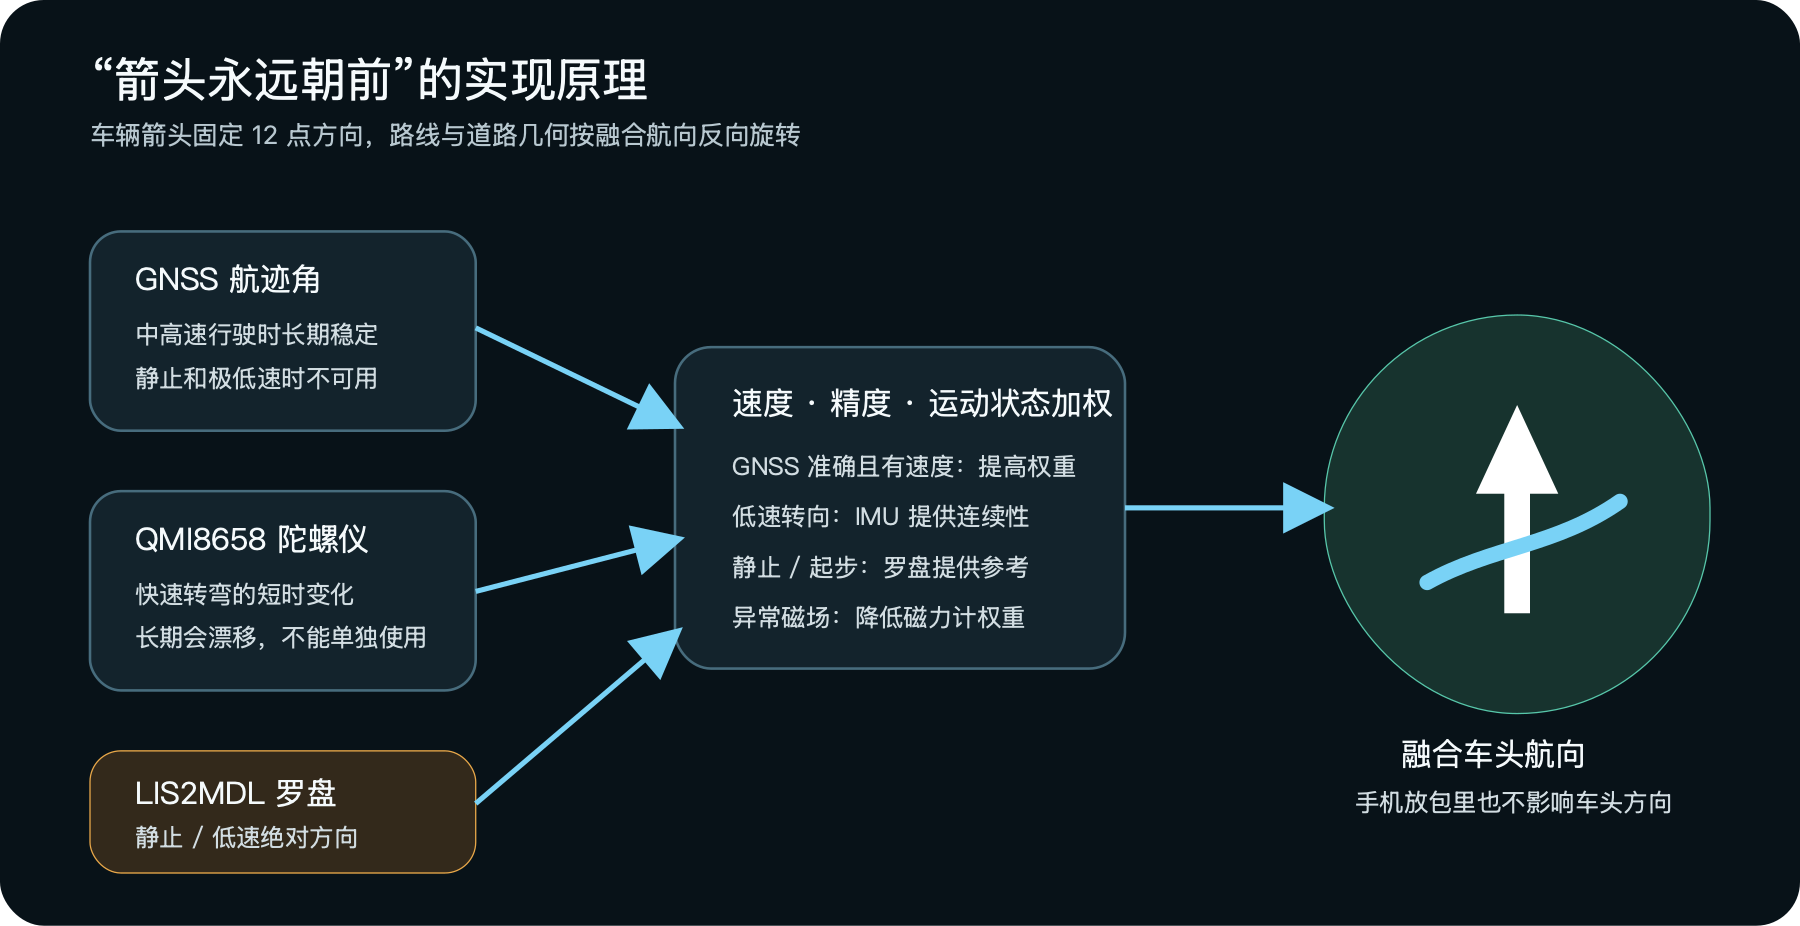 “箭头永远朝前”的实现原理
车辆箭头固定 12 点方向，路线与道路几何按融合航向反向旋转
GNSS 航迹角
中高速行驶时长期稳定
静止和极低速时不可用
QMI8658 陀螺仪
快速转弯的短时变化
长期会漂移，不能单独使用
LIS2MDL 罗盘
静止 / 低速绝对方向
速度 · 精度 · 运动状态加权
GNSS 准确且有速度：提高权重
低速转向：IMU 提供连续性
静止 / 起步：罗盘提供参考
异常磁场：降低磁力计权重
融合车头航向
手机放包里也不影响车头方向